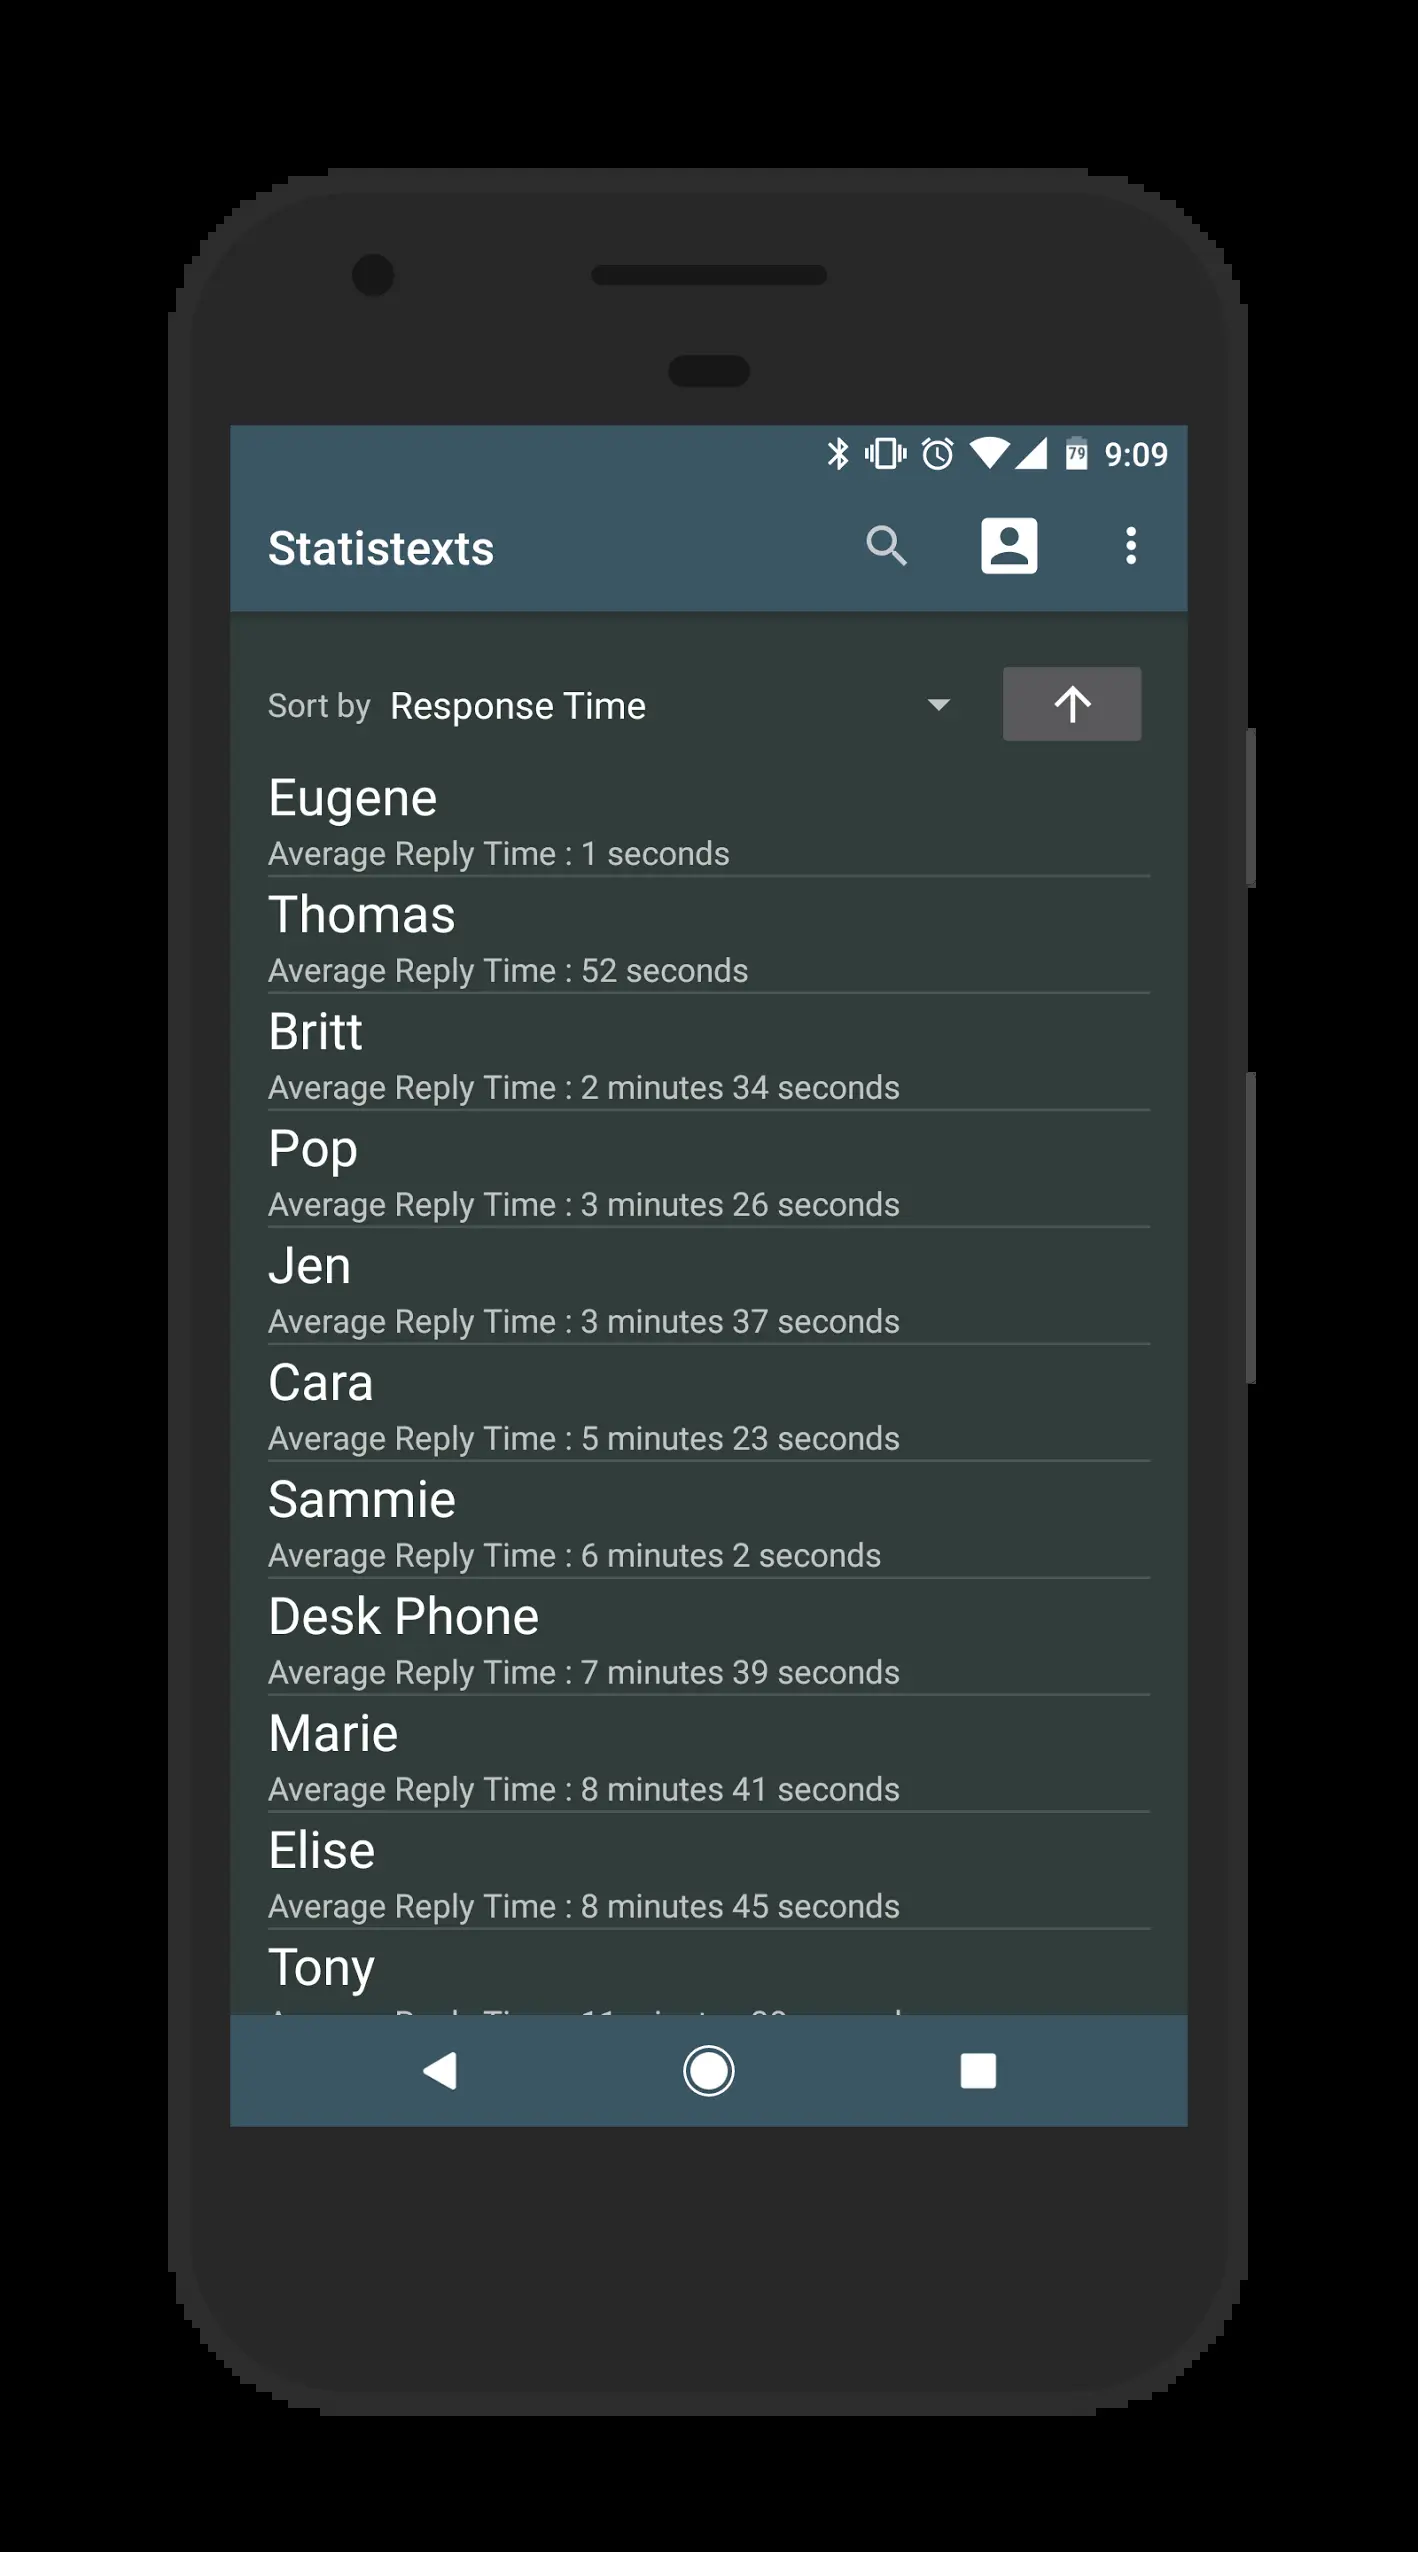 79 9:09
Statistexts
Sort by Response Time
Eugene
Average Reply Time : 1 seconds
Thomas
Average Reply Time : 52 seconds
Britt
Average Reply Time : 2 minutes 34 seconds
Pop
Average Reply Time : 3 minutes 26 seconds
Jen
Average Reply Time : 3 minutes 37 seconds
Cara
Average Reply Time : 5 minutes 23 seconds
Sammie
Average Reply Time : 6 minutes 2 seconds
Desk Phone
Average Reply Time : 7 minutes 39 seconds
Marie
Average Reply Time : 8 minutes 41 seconds
Elise
Average Reply Time : 8 minutes 45 seconds
Tony